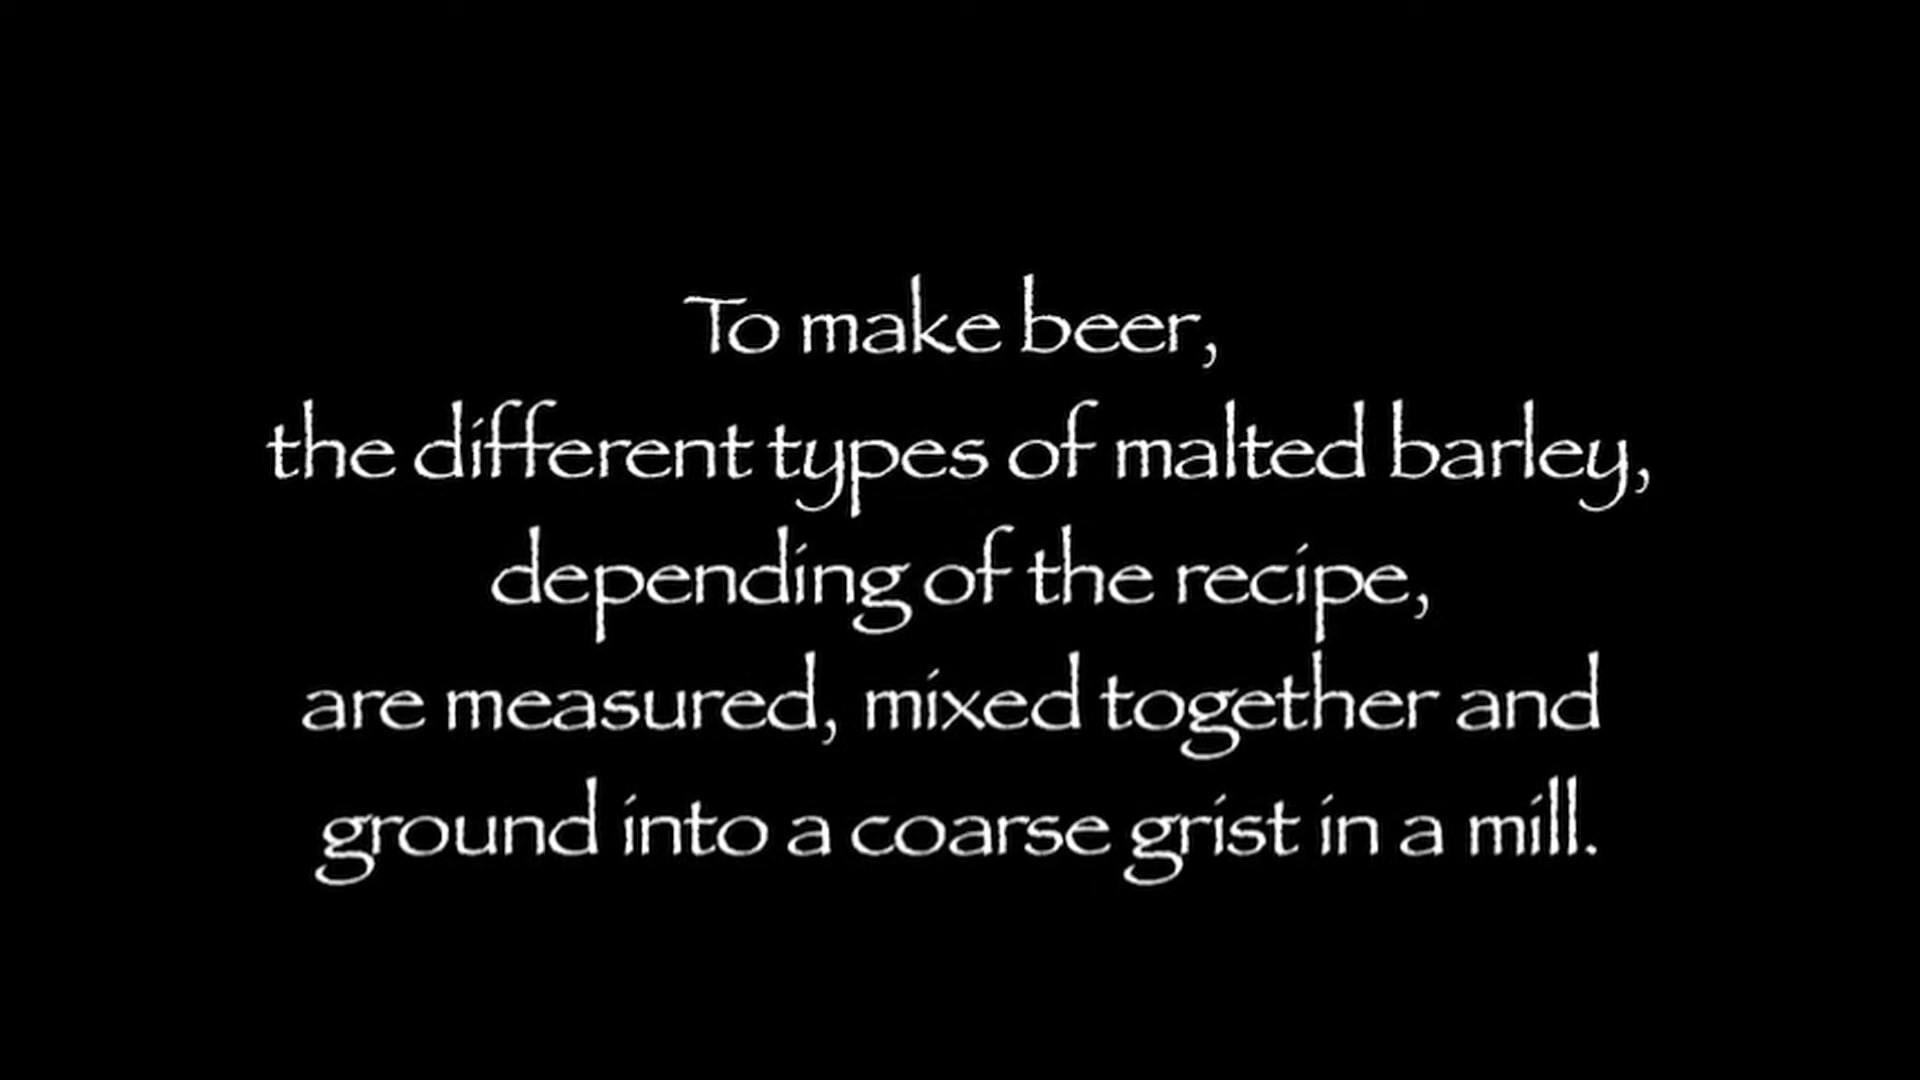 To make beer,
the different types of malted barley,
depending of the recipe,
are measured, mixed together and
ground into a coarse grist in a mill.